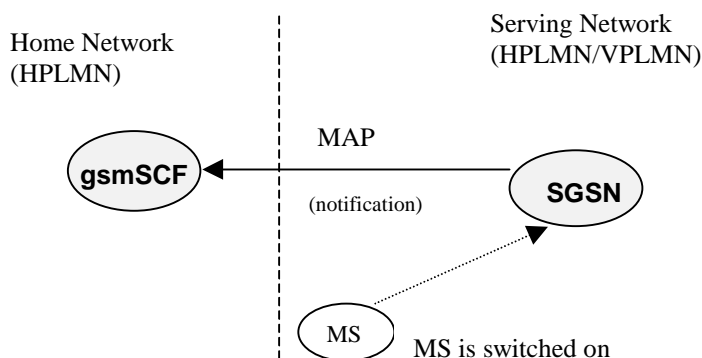 Home Network
(HPLMN)
Serving Network
(HPLMN/VPLMN)
MAP
gsmSCF
(notification)
SGSN
MS
MS is switched on